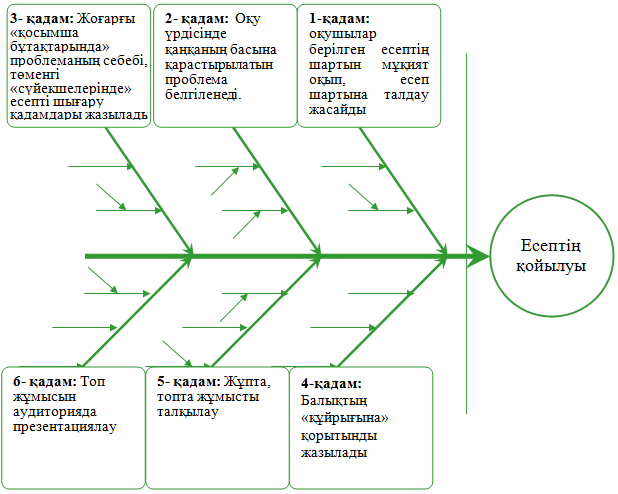 3- қадам: Жоғарғы
«қосымша
бұтақтарында»
проблеманың себебі,
төменгі
«сүйекшелерінде»
есепті шығару
қадамдары жазыладь
2- қадам: Оқу
үрдісінде
қаңқаның басына
қарастырылатын
проблема
белгіленеді.
1-қадам:
оқушылар
берілген есептің
шартын мұқият
оқып, есеп
шартына талдау
жасайды
Есептің
қойылуы
6- қадам: Топ
жұмысын
аудиторияда
презентациялау
5- қадам: Жұпта,
топта жұмысты
талқылау
4-қадам:
Балықтың
«құйрығына»
қорытынды
жазылады